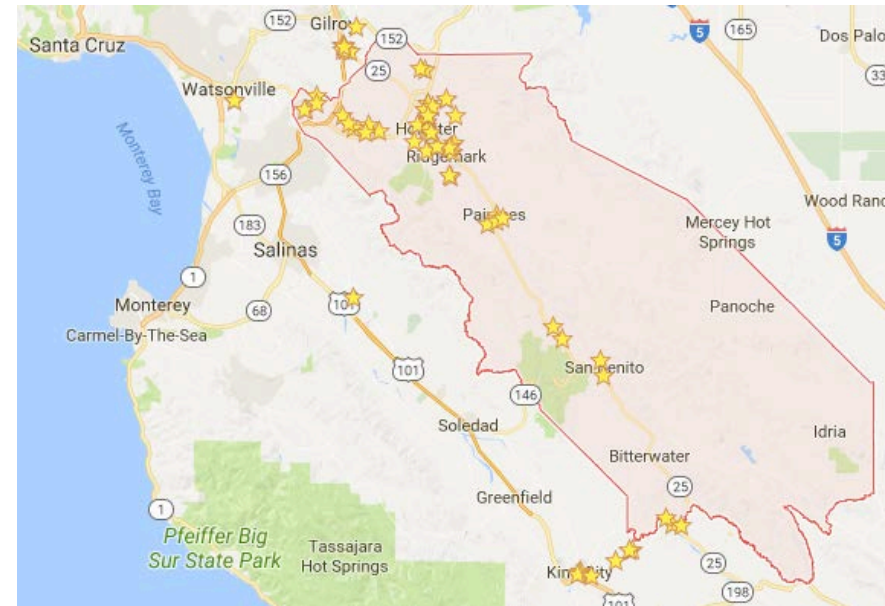 152
Gilroy
Santa Cruz
152
5
165
Dos Palo
25
33
Watsonville
Hollister
Ridgemark
Monterey Bay
156
Wood Ranc
183
Paicines
Mercey Hot
Springs
5
Salinas
1
Monterey
68
101
Panoche
Carmel-By-The-Sea
101
San Benito
146
Soledad
Idria
Bitterwater
25
Greenfield
1
Pfeiffer Big
Sur State Park
Tassajara
Hot Springs
King City
25
198
101